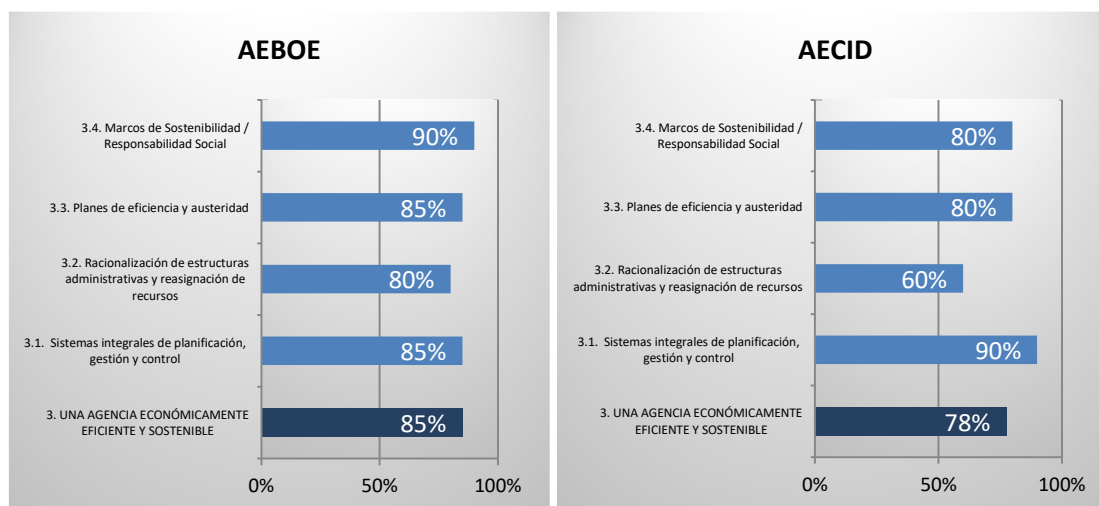 AEBOE
3.4. Marcos de Sostenibilidad /
Responsabilidad Social
90%
3.3. Planes de eficiencia y austeridad
85%
3.2. Racionalización de estructuras
administrativas y reasignación de
recursos
80%
3.1. Sistemas integrales de planificación,
gestión y control
85%
3. UNA AGENCIA ECONÓMICAMENTE
EFICIENTE Y SOSTENIBLE
85%
0% 50% 100%
AECID
3.4. Marcos de Sostenibilidad /
Responsabilidad Social
80%
3.3. Planes de eficiencia y austeridad
80%
3.2. Racionalización de estructuras
administrativas y reasignación de recursos
60%
3.1. Sistemas integrales de planificación,
gestión y control
90%
3. UNA AGENCIA ECONÓMICAMENTE
EFICIENTE Y SOSTENIBLE
78%
0% 50% 100%